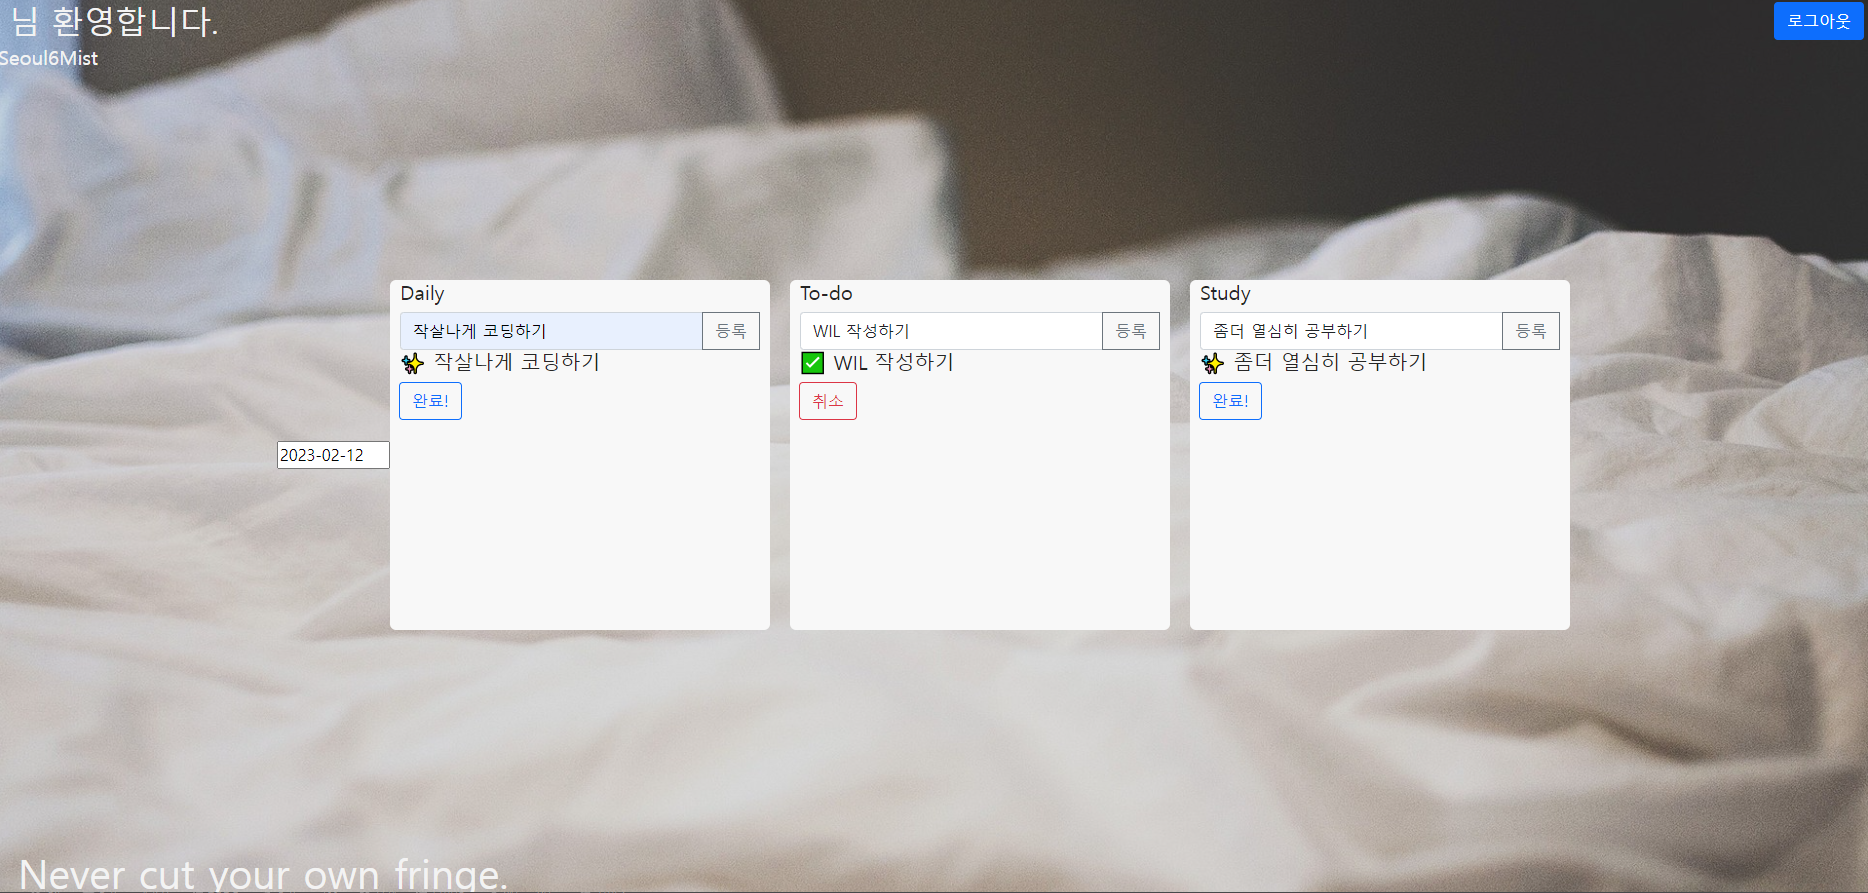 님 환영합니다.
로그아웃
Seoul6Mist
Daily
작살나게 코딩하기 등록
✨ 작살나게 코딩하기
완료!
To-do
WIL 작성하기 등록
✅ WIL 작성하기
취소
Study
좀더 열심히 공부하기 등록
✨ 좀더 열심히 공부하기
완료!
2023-02-12
Never cut your own fringe.